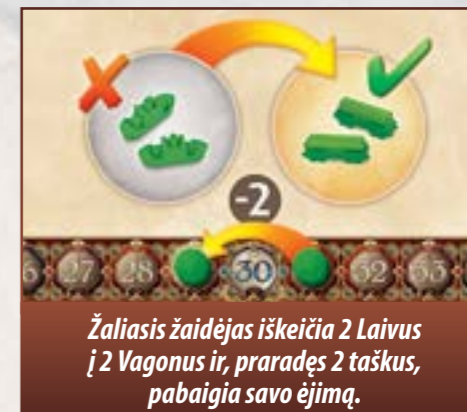 -2
27 28 30 32 33
Žaliasis žaidėjas iškeičia 2 Laivus
į 2 Vagonus ir, praradęs 2 taškus,
pabaigia savo ėjimą.